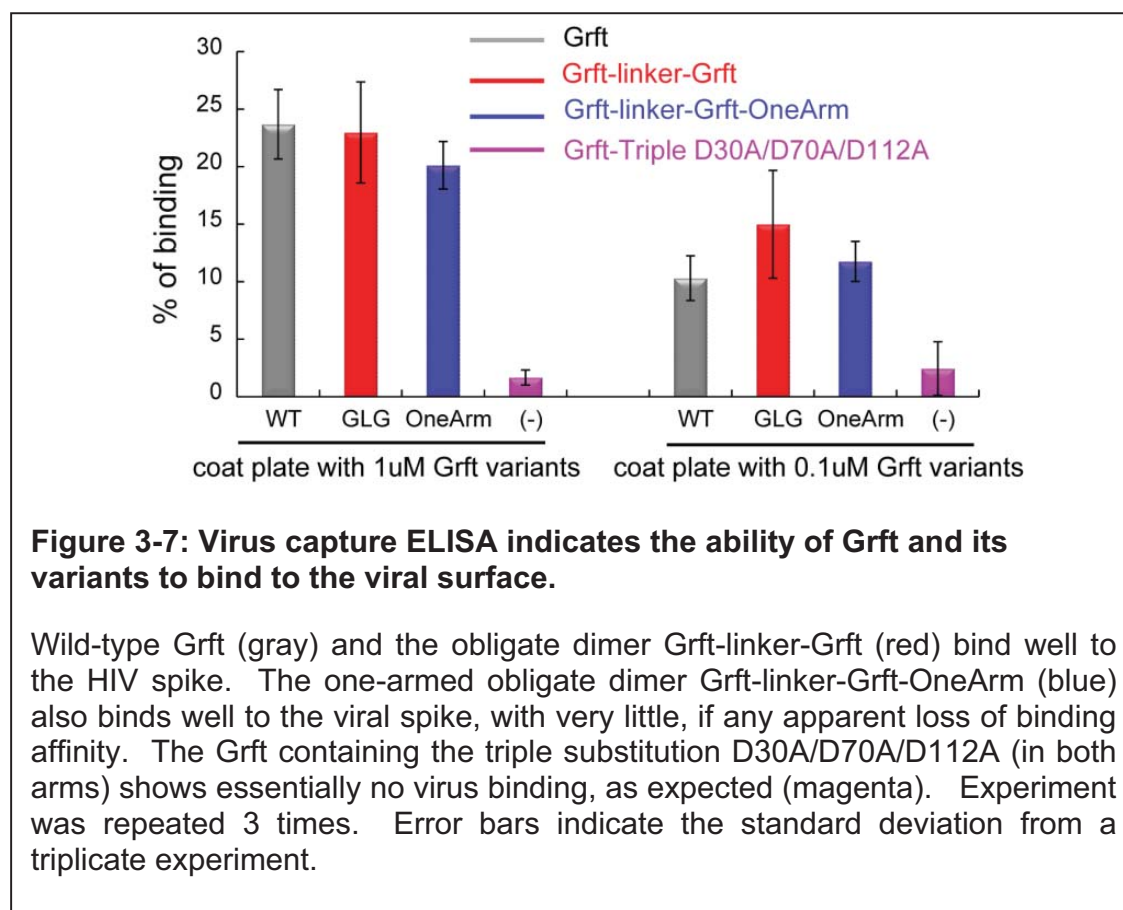 Grft
Grft-linker-Grft
Grft-linker-Grft-OneArm
Grft-Triple D30A/D70A/D112A
% of binding
30
25
20
15
10
5
0
WT GLG OneArm (-) WT GLG OneArm (-)
coat plate with 1uM Grft variants coat plate with 0.1uM Grft variants
Figure 3-7: Virus capture ELISA indicates the ability of Grft and its
variants to bind to the viral surface.
Wild-type Grft (gray) and the obligate dimer Grft-linker-Grft (red) bind well to
the HIV spike. The one-armed obligate dimer Grft-linker-Grft-OneArm (blue)
also binds well to the viral spike, with very little, if any apparent loss of binding
affinity. The Grft containing the triple substitution D30A/D70A/D112A (in both
arms) shows essentially no virus binding, as expected (magenta). Experiment
was repeated 3 times. Error bars indicate the standard deviation from a
triplicate experiment.